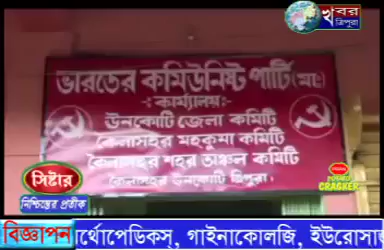 খবর
ত্রিপুরা
ভারতের কমিউনিষ্ট পার্টি (মাঃ)
-ঃ কার্য্যালয় ঃ-
ঊনকোটি জেলা কমিটি
কৈলাসহর মহকুমা কমিটি
কৈলাসহর শহর অঞ্চল কমিটি
কৈলাসহর ঊনকোটি ত্রিপুরা।
সিষ্টার
নিশ্চিন্তের প্রতীক
CRACKER
বিজ্ঞাপন র্থোপেডিকস্, গাইনাকোলজি, ইউরোসা